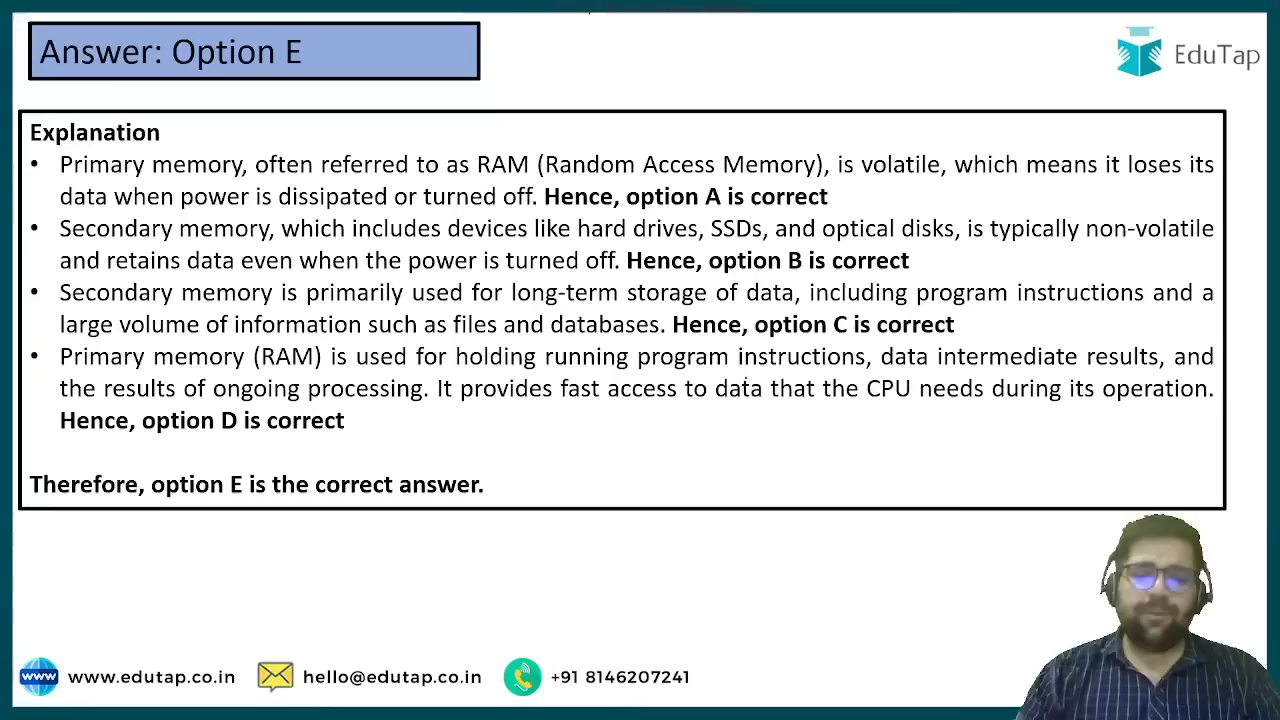 Answer: Option E
EduTap
Explanation
• Primary memory, often referred to as RAM (Random Access Memory), is volatile, which means it loses its
data when power is dissipated or turned off. Hence, option A is correct
• Secondary memory, which includes devices like hard drives, SSDs, and optical disks, is typically non-volatile
and retains data even when the power is turned off. Hence, option B is correct
• Secondary memory is primarily used for long-term storage of data, including program instructions and a
large volume of information such as files and databases. Hence, option C is correct
• Primary memory (RAM) is used for holding running program instructions, data intermediate results, and
the results of ongoing processing. It provides fast access to data that the CPU needs during its operation.
Hence, option D is correct
Therefore, option E is the correct answer.
www www.edutap.co.in hello@edutap.co.in +91 8146207241